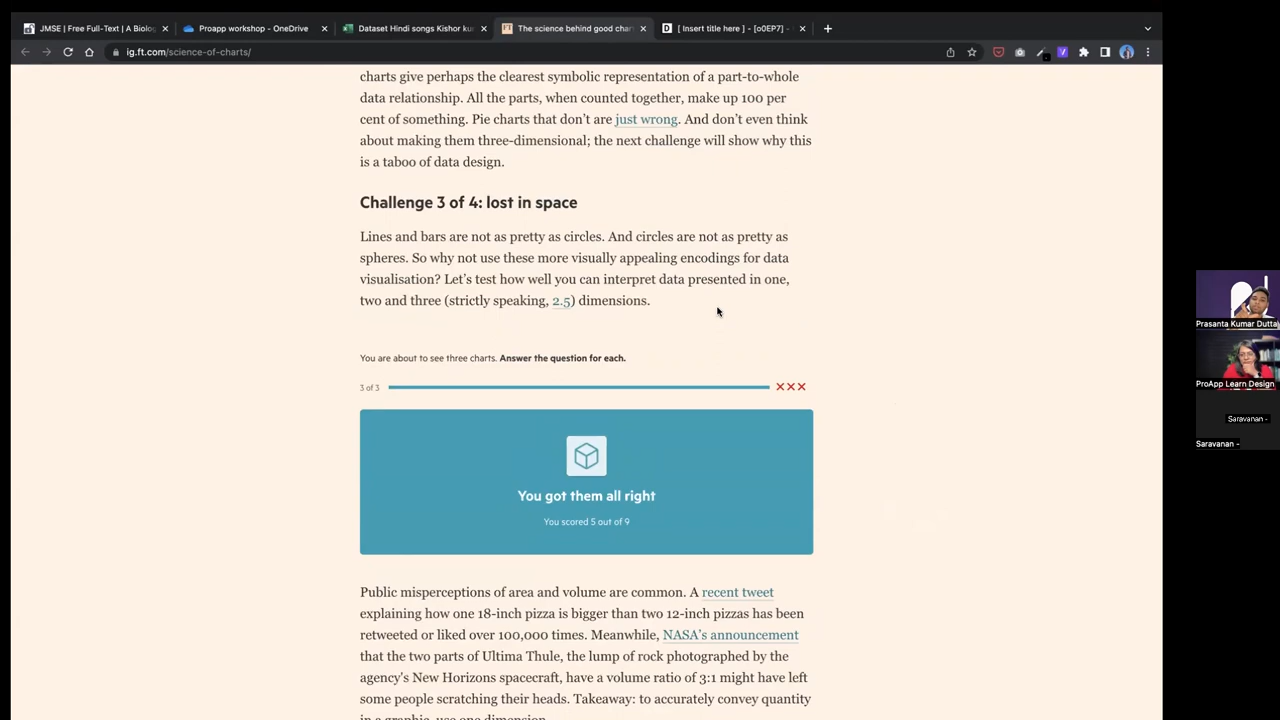 JMSE | Free Full-Text | A Biolog
Proapp workshop - OneDrive
Dataset Hindi songs Kishor ku
The science behind good char
[ Insert title here ] - [o0EP7] -
ig.ft.com/science-of-charts/
charts give perhaps the clearest symbolic representation of a part-to-whole
data relationship. All the parts, when counted together, make up 100 per
cent of something. Pie charts that don't are just wrong. And don't even think
about making them three-dimensional; the next challenge will show why this
is a taboo of data design.
Challenge 3 of 4: lost in space
Lines and bars are not as pretty as circles. And circles are not as pretty as
spheres. So why not use these more visually appealing encodings for data
visualisation? Let's test how well you can interpret data presented in one,
two and three (strictly speaking, 2.5) dimensions.
You are about to see three charts. Answer the question for each.
3 of 3
You got them all right
You scored 5 out of 9
Public misperceptions of area and volume are common. A recent tweet
explaining how one 18-inch pizza is bigger than two 12-inch pizzas has been
retweeted or liked over 100,000 times. Meanwhile, NASA's announcement
that the two parts of Ultima Thule, the lump of rock photographed by the
agency's New Horizons spacecraft, have a volume ratio of 3:1 might have left
some people scratching their heads. Takeaway: to accurately convey quantity
in a graphic, use one dimension.
Prasanta Kumar Dutta
ProApp Learn Design
Saravanan -
Saravanan -